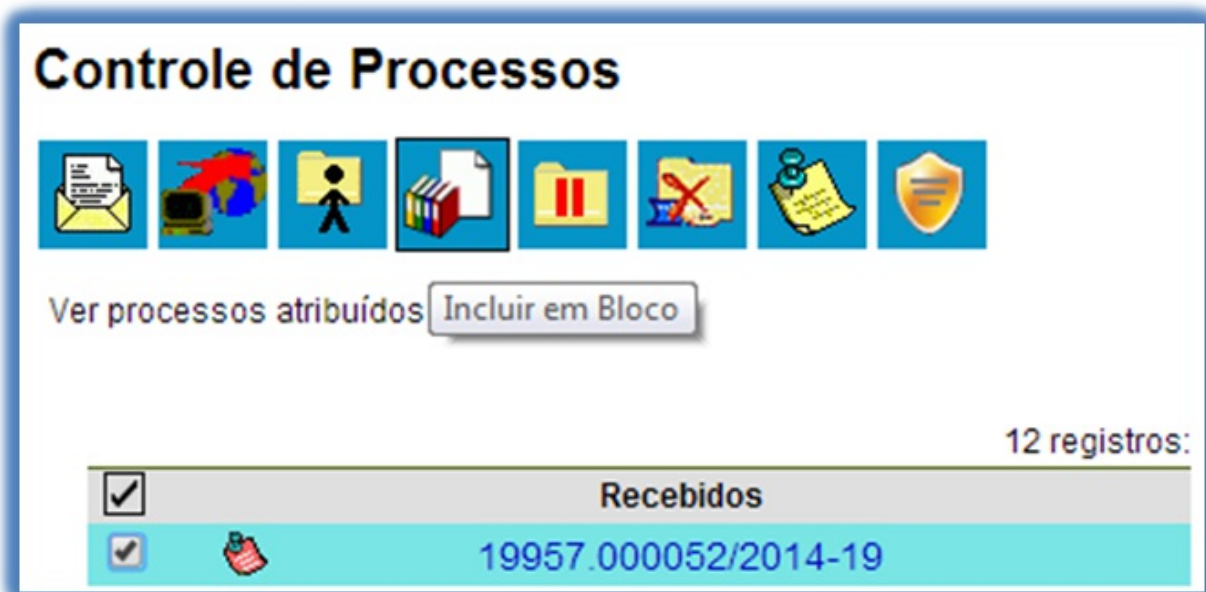 Controle de Processos
Ver processos atribuídos
Incluir em Bloco
12 registros:
Recebidos
19957.000052/2014-19